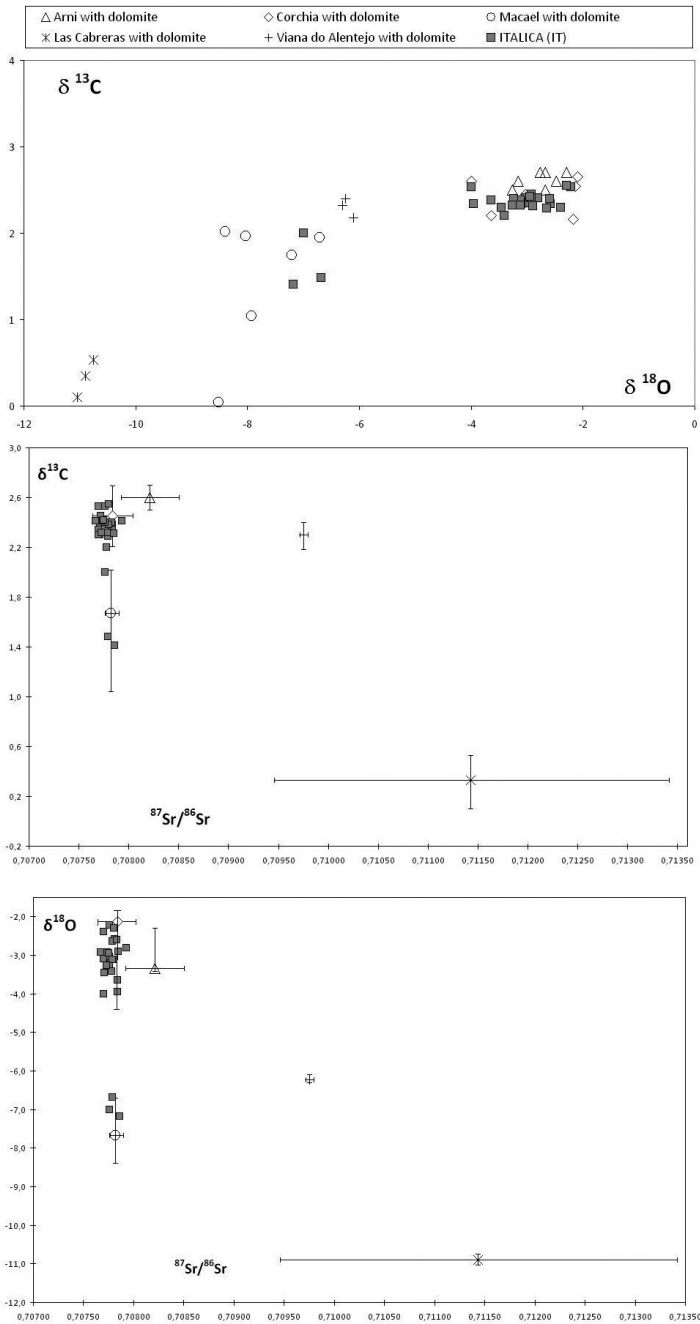 Arni with dolomite Corchia with dolomite Macael with dolomite
Las Cabreras with dolomite Viana do Alentejo with dolomite ITALICA (IT)
δ ¹³C
4
3
2
1
0
-12 -10 -8 -6 -4 -2 0
δ ¹⁸O
δ¹³C
3,0
2,6
2,2
1,8
1,4
1,0
0,6
0,2
-0,2
⁸⁷Sr/⁸⁶Sr
0,70700 0,70750 0,70800 0,70850 0,70900 0,70950 0,71000 0,71050 0,71100 0,71150 0,71200 0,71250 0,71300 0,71350
δ¹⁸O
-2,0
-3,0
-4,0
-5,0
-6,0
-7,0
-8,0
-9,0
-10,0
-11,0
-12,0
⁸⁷Sr/⁸⁶Sr
0,70700 0,70750 0,70800 0,70850 0,70900 0,70950 0,71000 0,71050 0,71100 0,71150 0,71200 0,71250 0,71300 0,71350